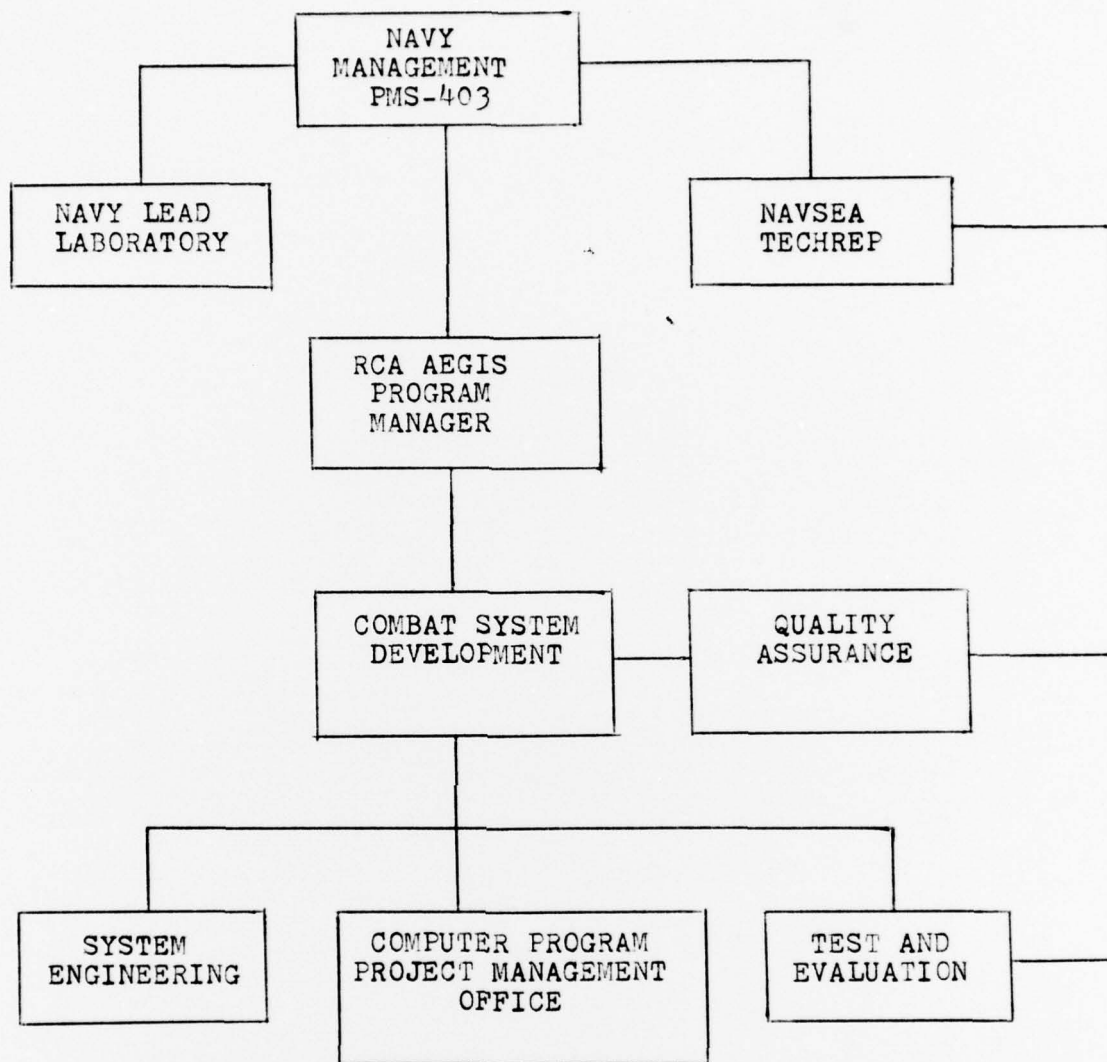 NAVY
MANAGEMENT
PMS-403
NAVY LEAD
LABORATORY
NAVSEA
TECHREP
RCA AEGIS
PROGRAM
MANAGER
COMBAT SYSTEM
DEVELOPMENT
QUALITY
ASSURANCE
SYSTEM
ENGINEERING
COMPUTER PROGRAM
PROJECT MANAGEMENT
OFFICE
TEST AND
EVALUATION